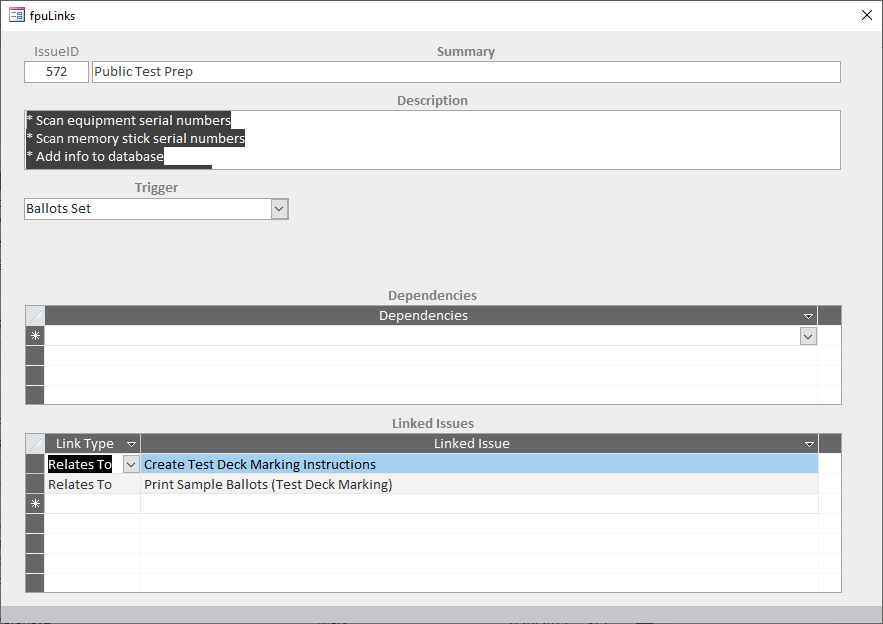 fpuLinks
IssueID Summary
572 Public Test Prep
Description
* Scan equipment serial numbers
* Scan memory stick serial numbers
* Add info to database
Trigger
Ballots Set
Dependencies
Dependencies
Linked Issues
Link Type Linked Issue
Relates To Create Test Deck Marking Instructions
Relates To Print Sample Ballots (Test Deck Marking)